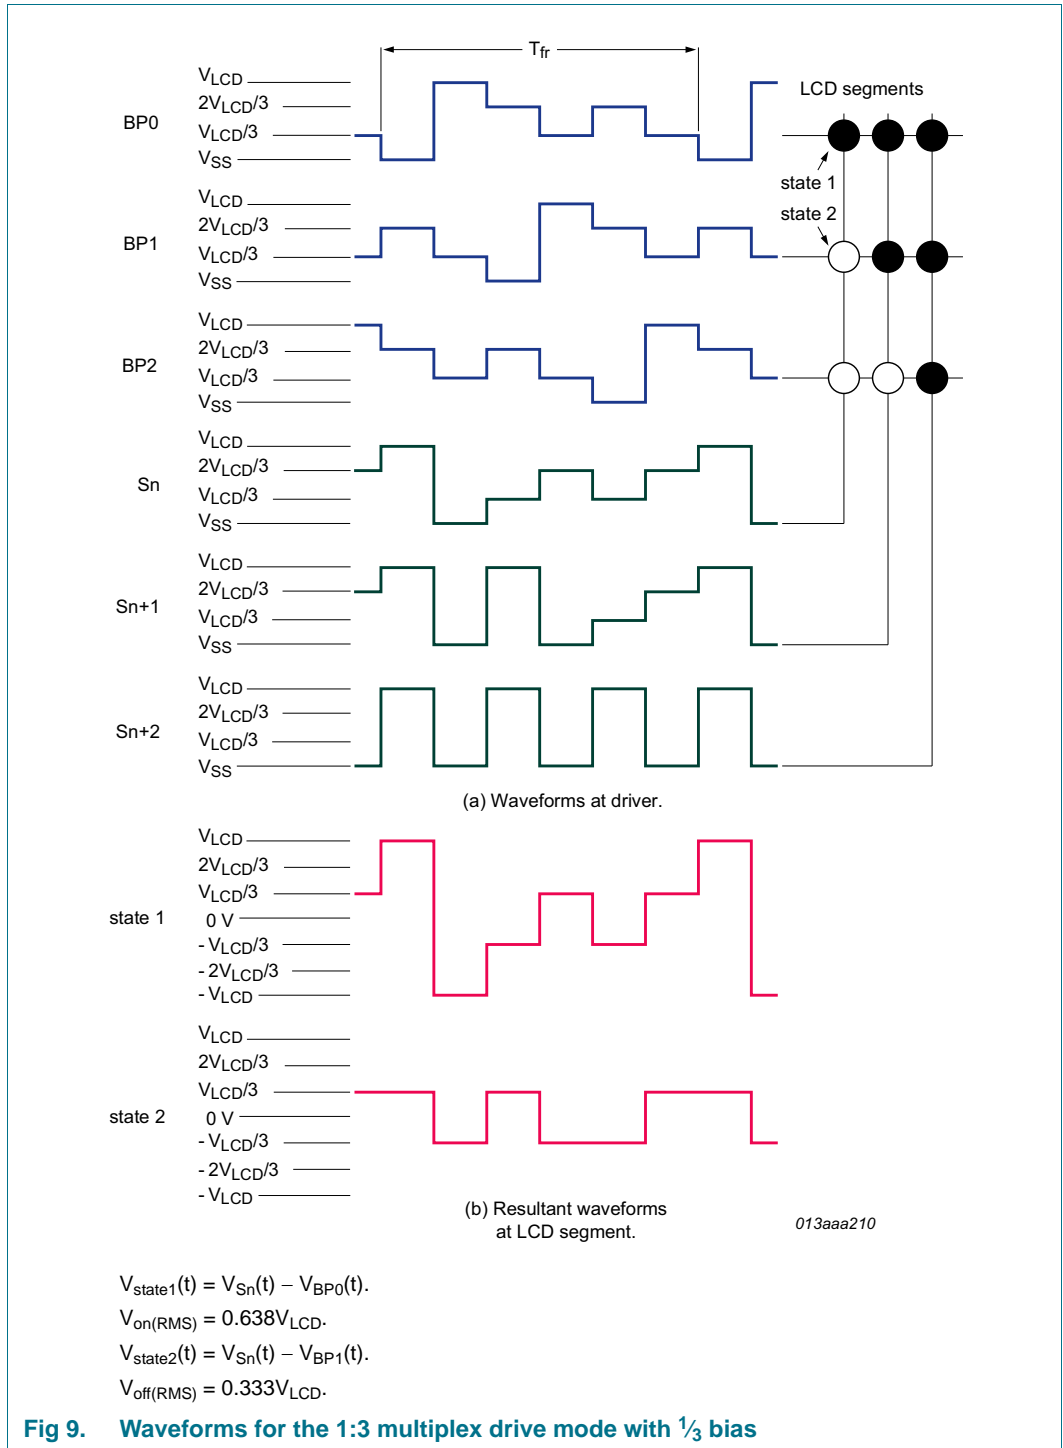 Tfr
VLCD
2VLCD/3
BP0
VLCD/3
VSS
LCD segments
state 1
state 2
VLCD
2VLCD/3
BP1
VLCD/3
VSS
VLCD
2VLCD/3
BP2
VLCD/3
VSS
VLCD
2VLCD/3
Sn
VLCD/3
VSS
VLCD
2VLCD/3
Sn+1
VLCD/3
VSS
VLCD
2VLCD/3
Sn+2
VLCD/3
VSS
(a) Waveforms at driver.
VLCD
2VLCD/3
VLCD/3
state 1
0 V
- VLCD/3
- 2VLCD/3
- VLCD
VLCD
2VLCD/3
VLCD/3
state 2
0 V
- VLCD/3
- 2VLCD/3
- VLCD
(b) Resultant waveforms
at LCD segment.
013aaa210
Vstate1(t) = VSn(t) − VBP0(t).
Von(RMS) = 0.638VLCD.
Vstate2(t) = VSn(t) − VBP1(t).
Voff(RMS) = 0.333VLCD.
Fig 9. Waveforms for the 1:3 multiplex drive mode with 1⁄3 bias